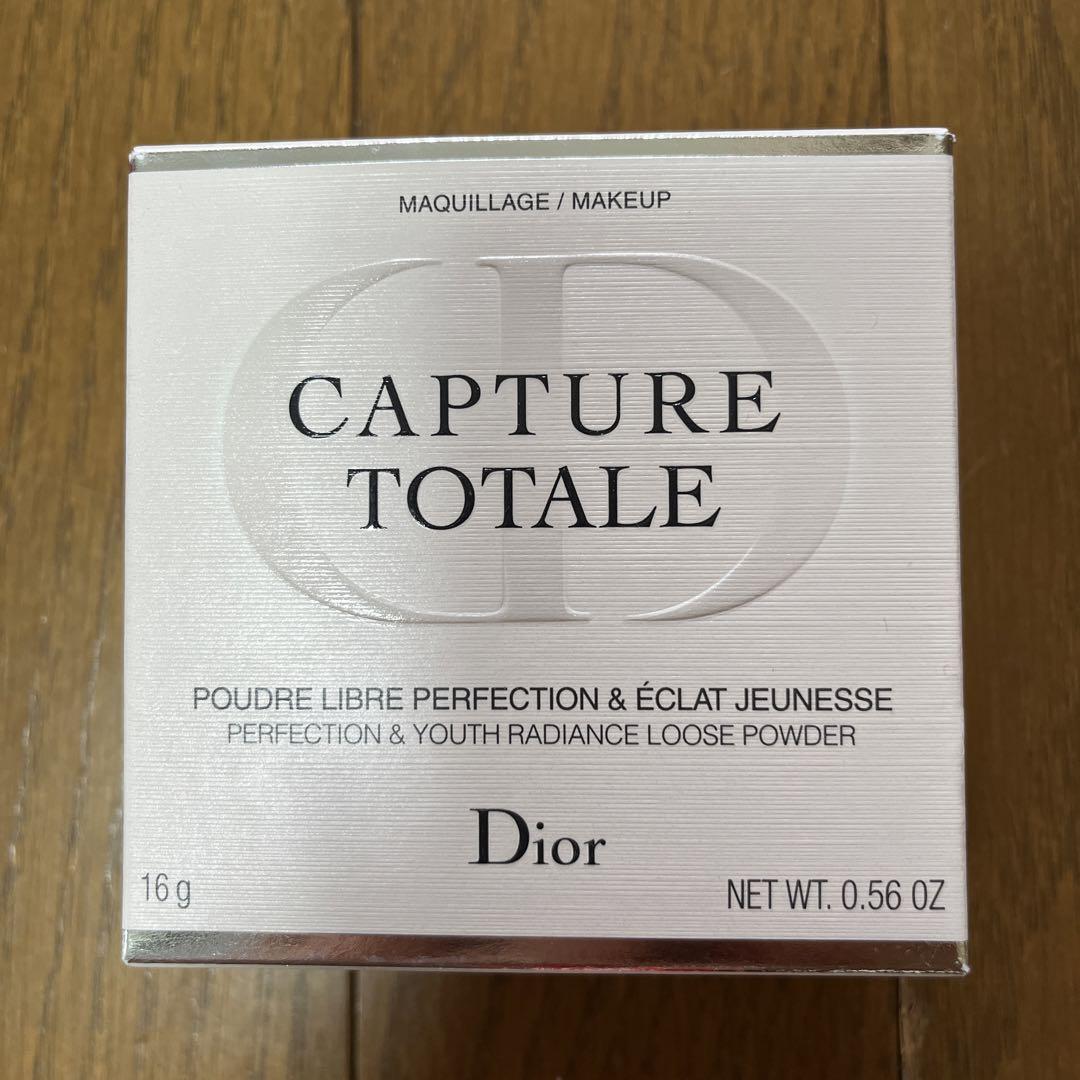 MAQUILLAGE / MAKEUP
CAPTURE
TOTALE
POUDRE LIBRE PERFECTION & ÉCLAT JEUNESSE
PERFECTION & YOUTH RADIANCE LOOSE POWDER
Dior
16 g
NET WT. 0.56 OZ